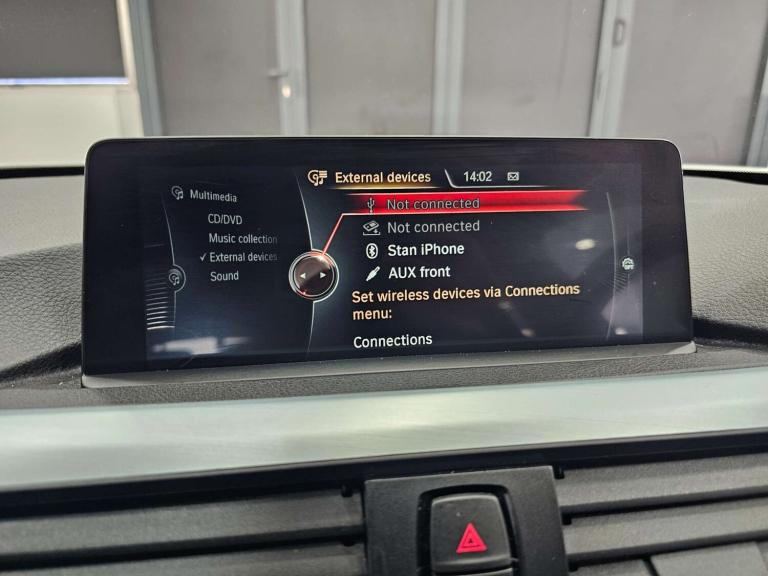 External devices 14:02
Multimedia
CD/DVD
Music collection
External devices
Sound
Not connected
Not connected
Stan iPhone
AUX front
Set wireless devices via Connections
menu:
Connections